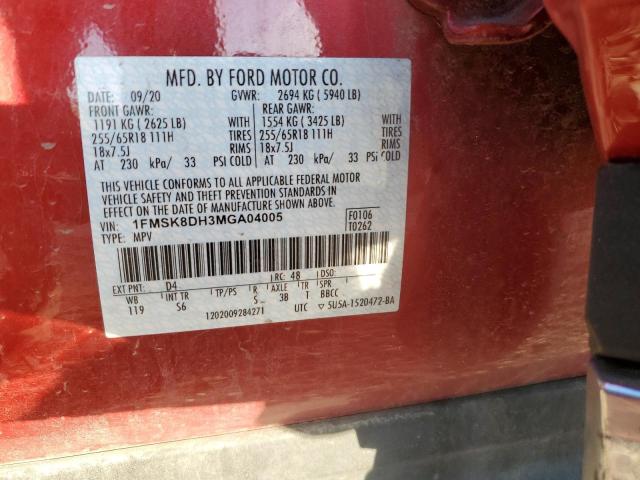 MFD. BY FORD MOTOR CO.
DATE: 09/20 GVWR: 2694 KG ( 5940 LB)
FRONT GAWR: REAR GAWR:
1191 KG ( 2625 LB) WITH 1554 KG ( 3425 LB) WITH
255/65R18 111H TIRES 255/65R18 111H TIRES
18x7.5J RIMS 18x7.5J RIMS
AT 230 kPa/ 33 PSI COLD AT 230 kPa/ 33 PSI COLD
THIS VEHICLE CONFORMS TO ALL APPLICABLE FEDERAL MOTOR
VEHICLE SAFETY AND THEFT PREVENTION STANDARDS IN
EFFECT ON THE DATE OF MANUFACTURE SHOWN ABOVE.
VIN: 1FMSK8DH3MGA04005 F0106
TYPE: MPV T0262
EXT PNT: D4 RC: 48 DSO:
WB INT TR TP/PS R AXLE TR SPR
119 S6 S 3B T BBCC
1202009284271 UTC ▽ 5U5A-1520472-BA